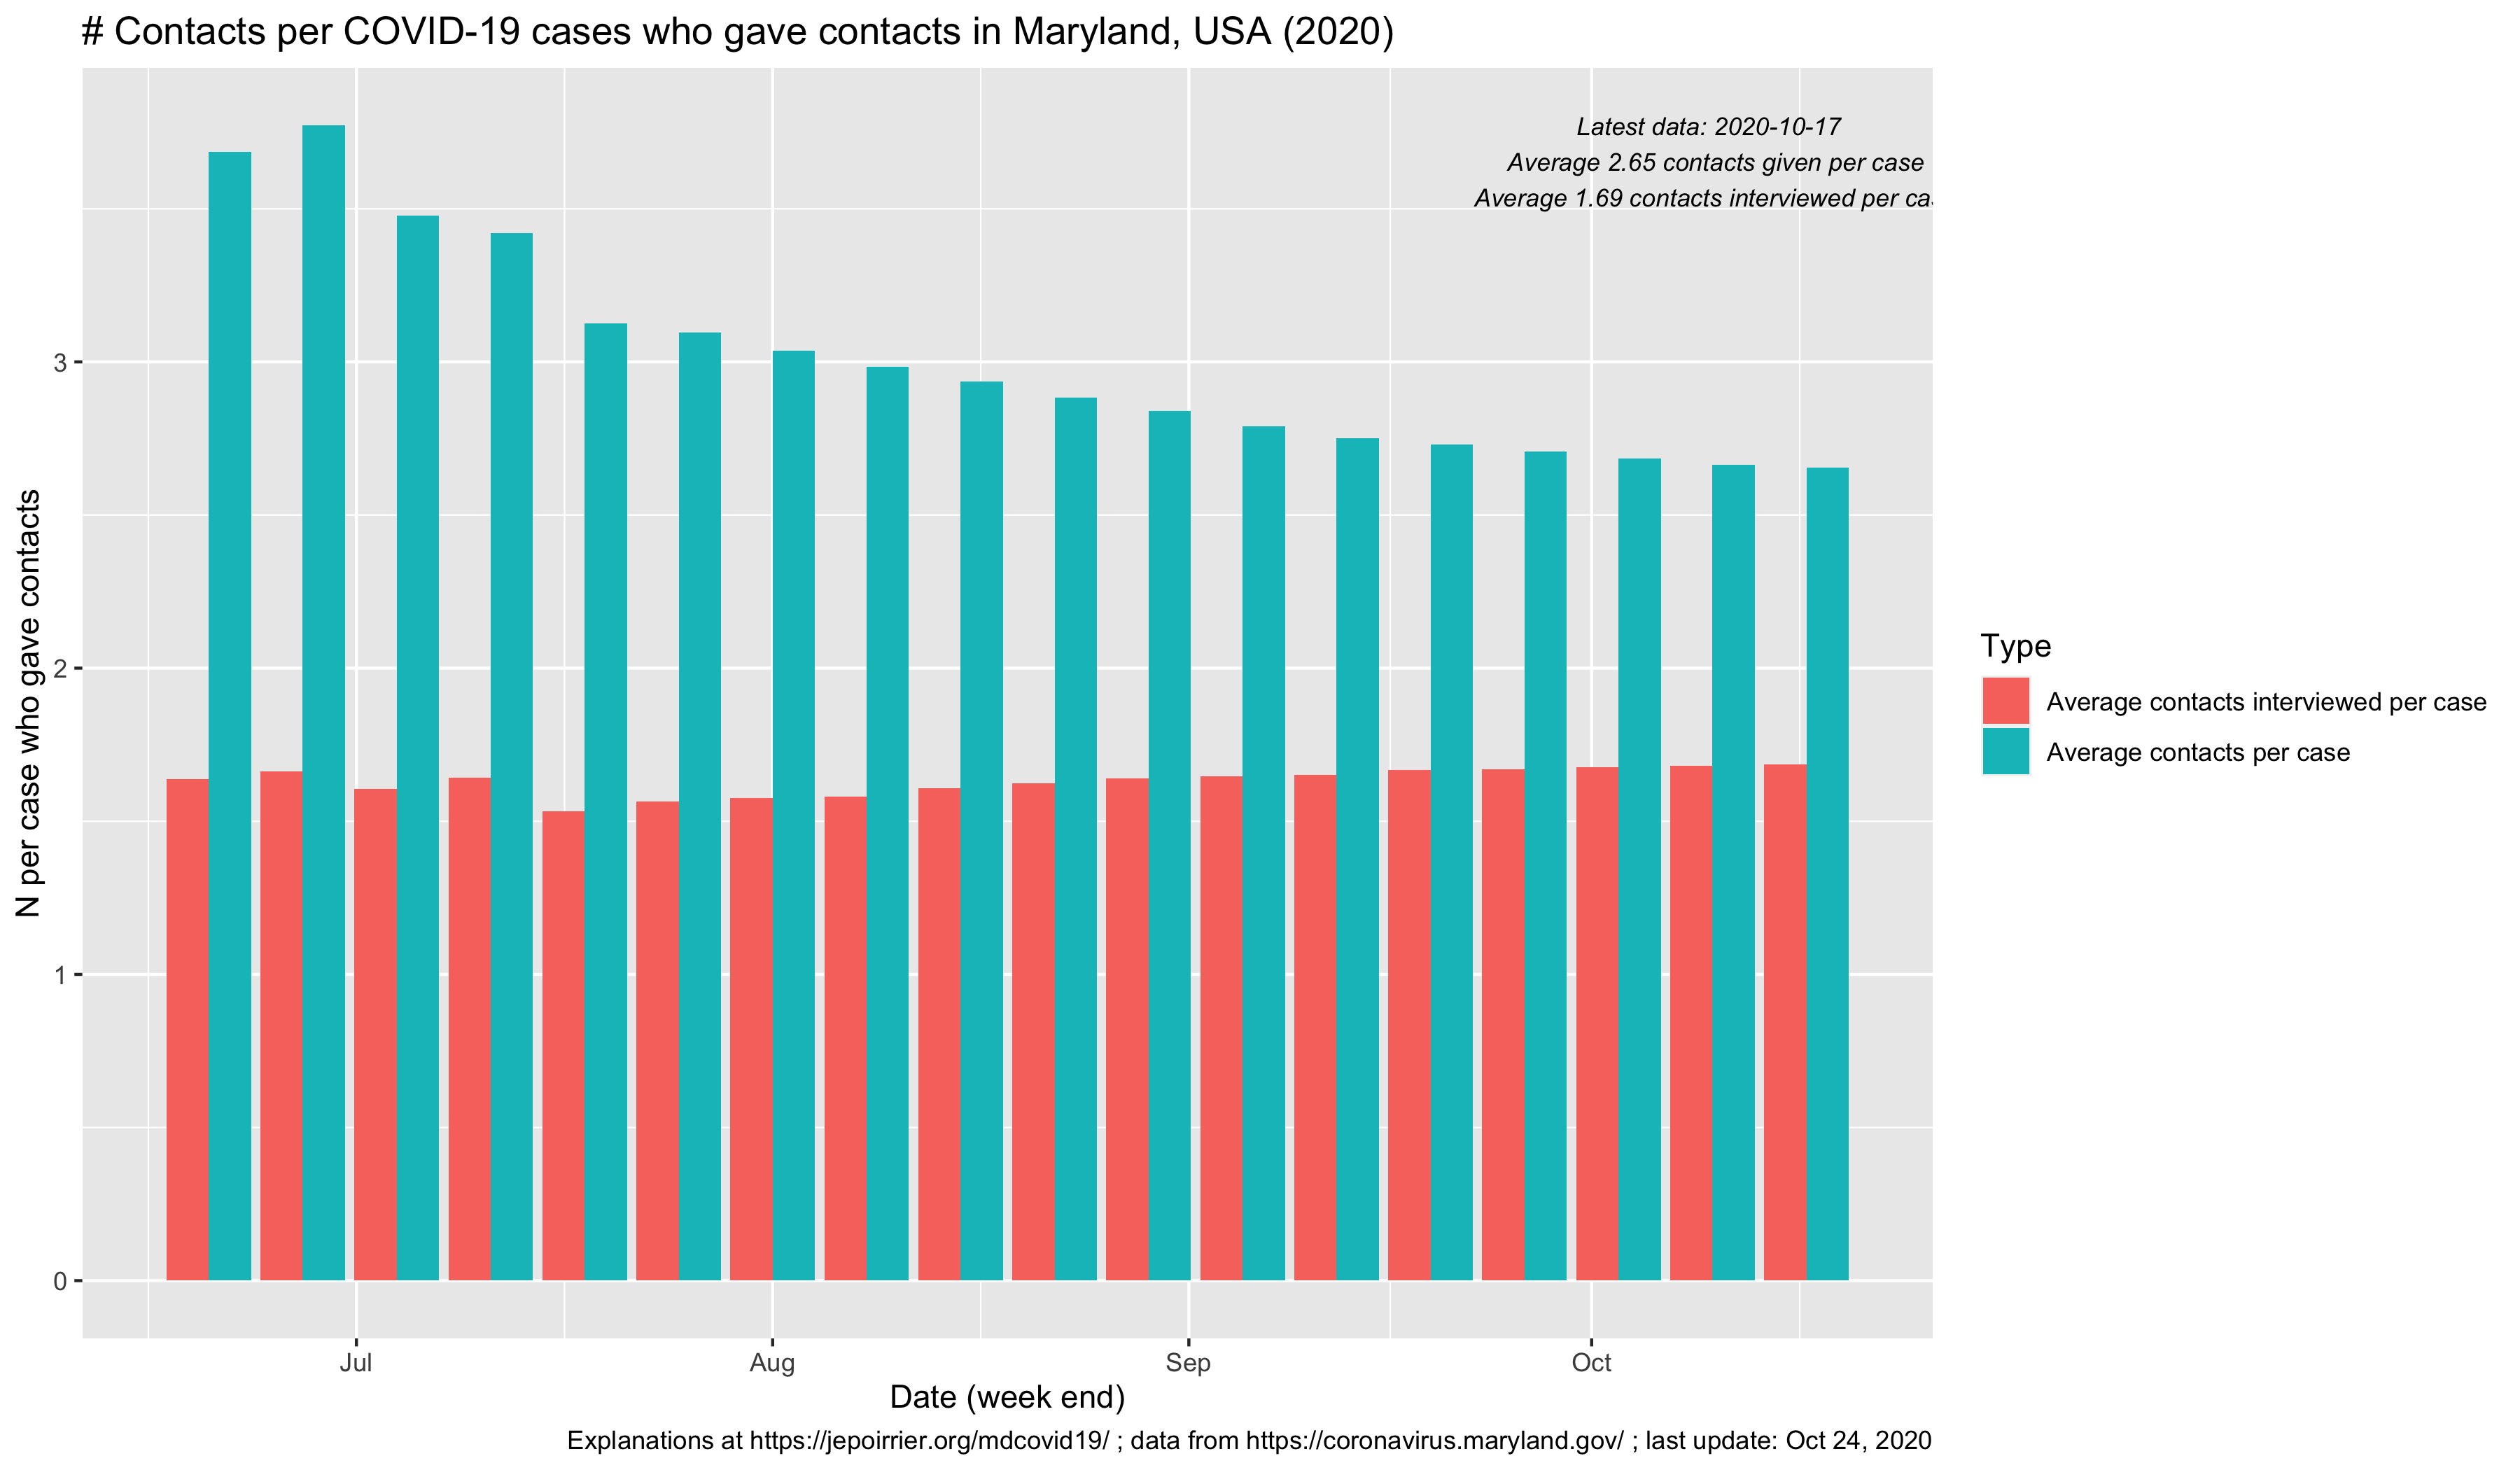 # Contacts per COVID-19 cases who gave contacts in Maryland, USA (2020)
Latest data: 2020-10-17
Average 2.65 contacts given per case
Average 1.69 contacts interviewed per
N per case who gave contacts
3
2
1
0
Jul Aug Sep Oct
Date (week end)
Type
Average contacts interviewed per case
Average contacts per case
Explanations at https://jepoirrier.org/mdcovid19/ ; data from https://coronavirus.maryland.gov/ ; last update: Oct 24, 2020